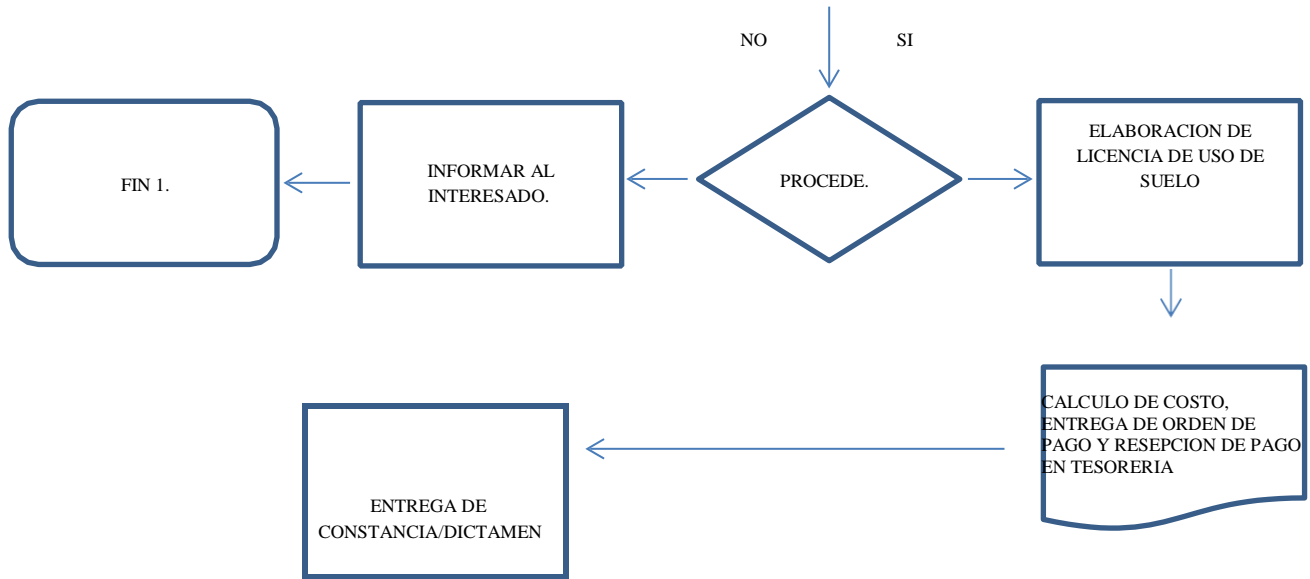 NO
SI
FIN 1.
INFORMAR AL
INTERESADO.
PROCEDE.
ELABORACION DE
LICENCIA DE USO DE
SUELO
CALCULO DE COSTO,
ENTREGA DE ORDEN DE
PAGO Y RESEPCION DE PAGO
EN TESORERIA
ENTREGA DE
CONSTANCIA/DICTAMEN